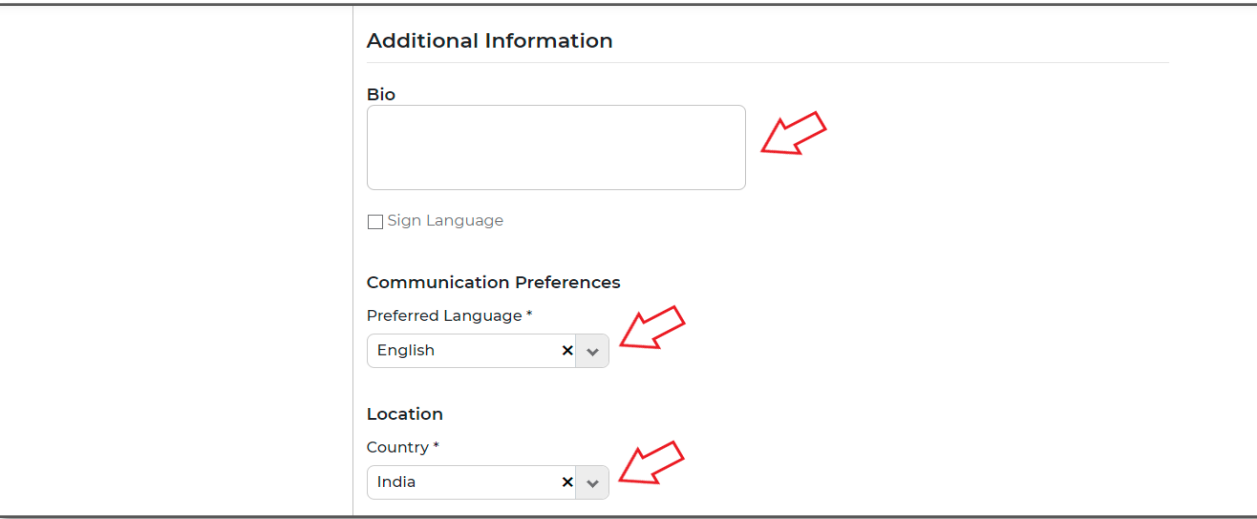 Additional Information
Bio
Sign Language
Communication Preferences
Preferred Language *
English
Location
Country *
India